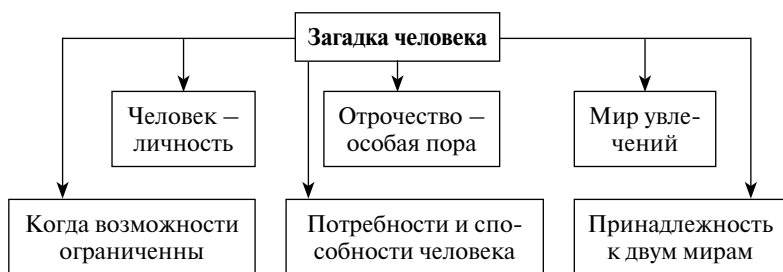 Загадка человека
Человек –
личность
Отрочество –
особая пора
Мир увле-
чений
Когда возможности
ограниченны
Потребности и спо-
собности человека
Принадлежность
к двум мирам